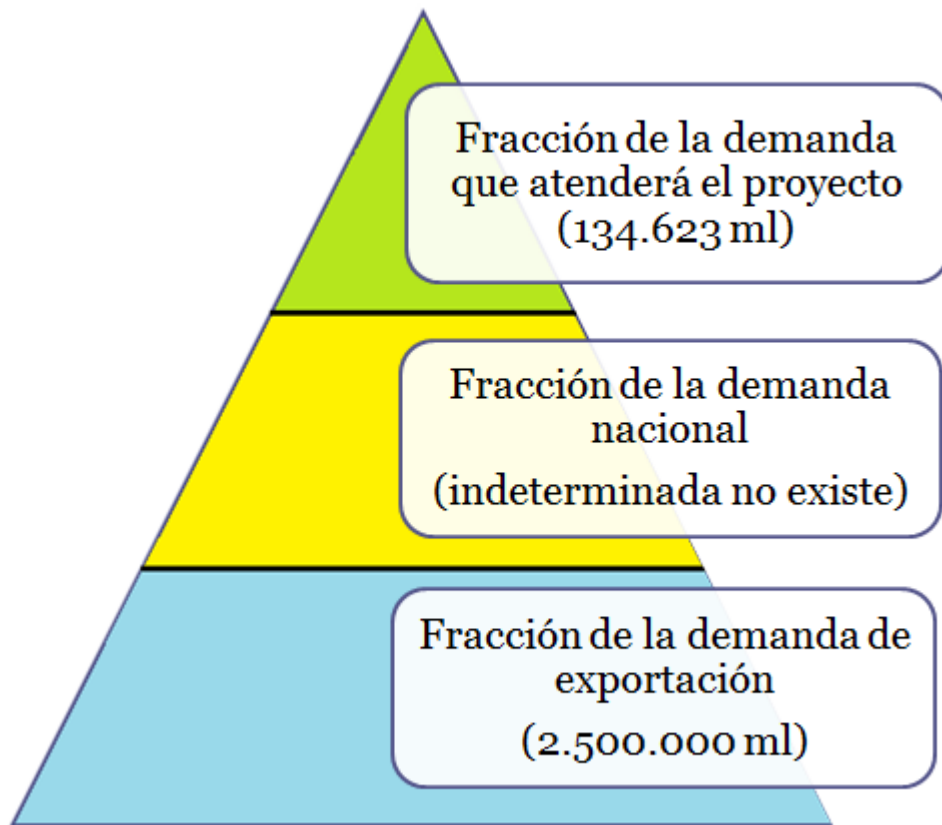 Fracción de la demanda
que atenderá el proyecto
(134.623 ml)
Fracción de la demanda
nacional
(indeterminada no existe)
Fracción de la demanda de
exportación
(2.500.000 ml)